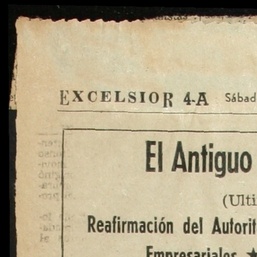 EXCELSIOR 4-A Sábad
El Antiguo
(Ulti
Reafirmación del Autorit
Empresariales ★